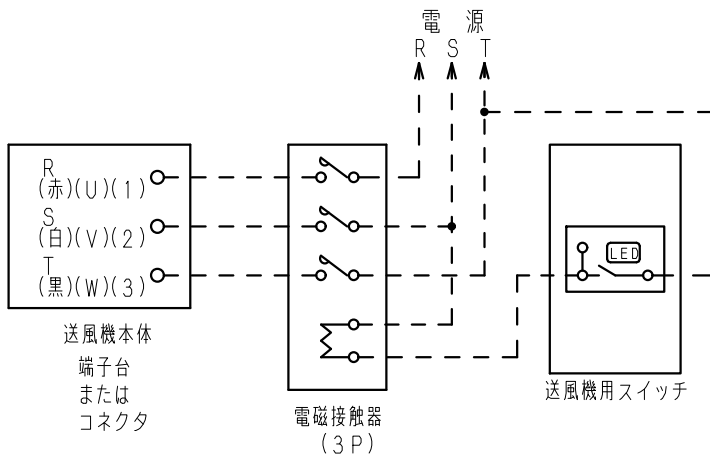 電 源
R S T
R
(赤)(U)(1)
S
(白)(V)(2)
T
(黒)(W)(3)
LED
送風機本体
端子台
または
コネクタ
電磁接触器
(3P)
送風機用スイッチ